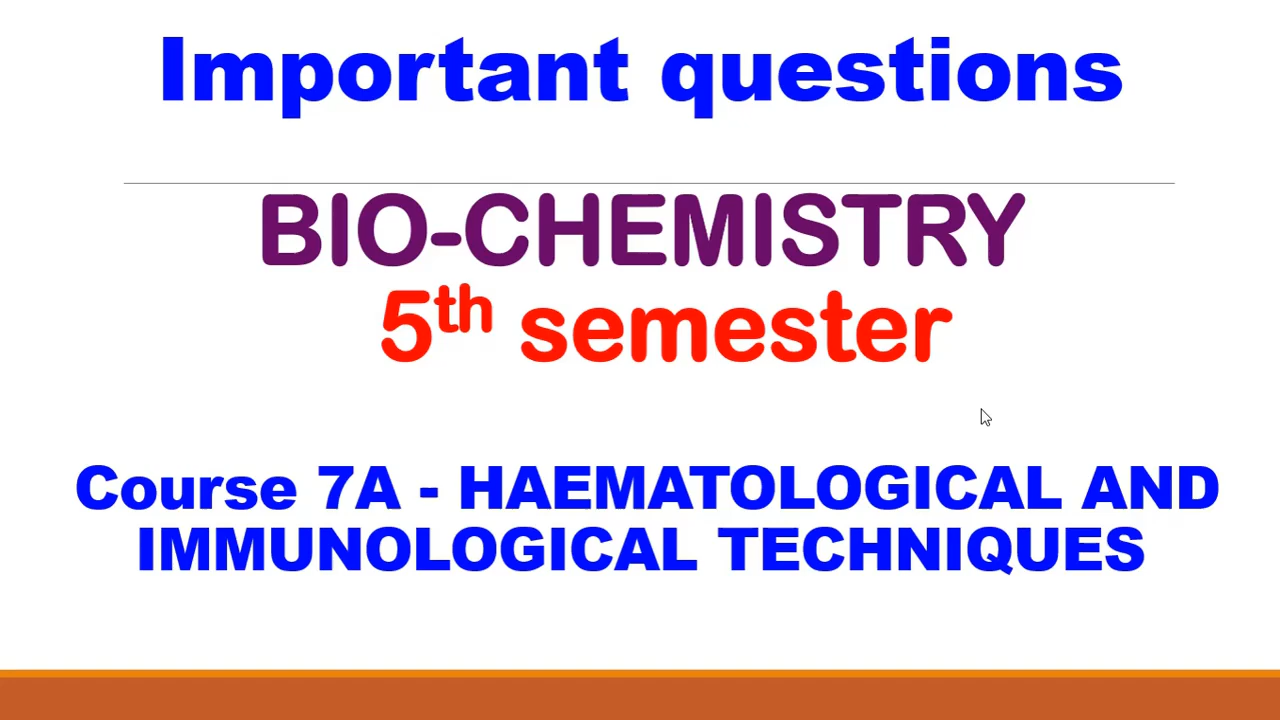 Important questions
BIO-CHEMISTRY
5th semester
Course 7A - HAEMATOLOGICAL AND
IMMUNOLOGICAL TECHNIQUES